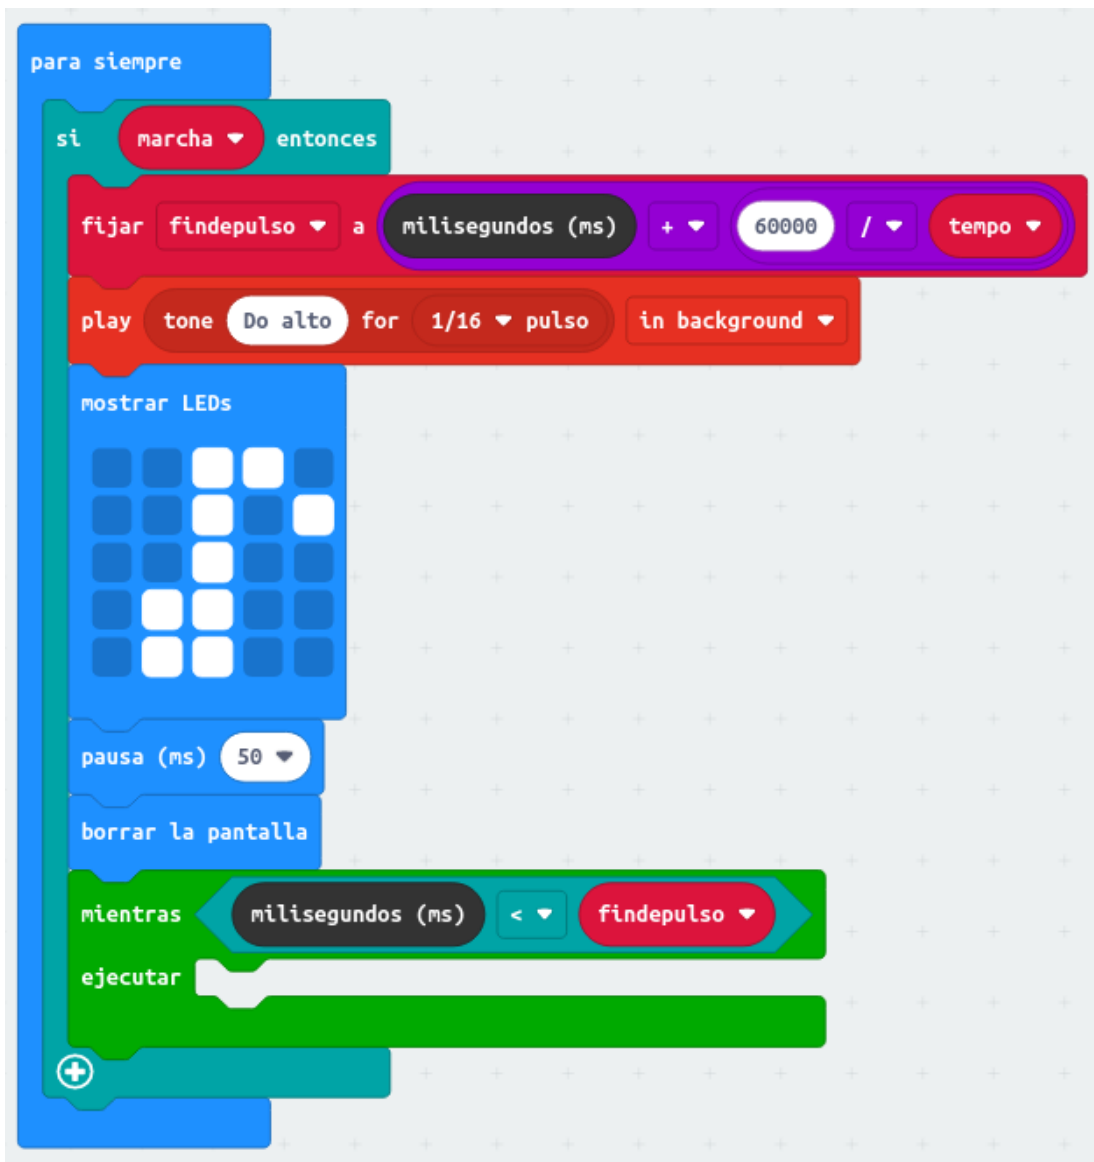 para siempre
si marcha entonces
fijar findepulso a milisegundos (ms) + 60000 / tempo
play tone Do alto for 1/16 pulso in background
mostrar LEDs
pausa (ms) 50
borrar la pantalla
mientras milisegundos (ms) < findepulso
ejecutar